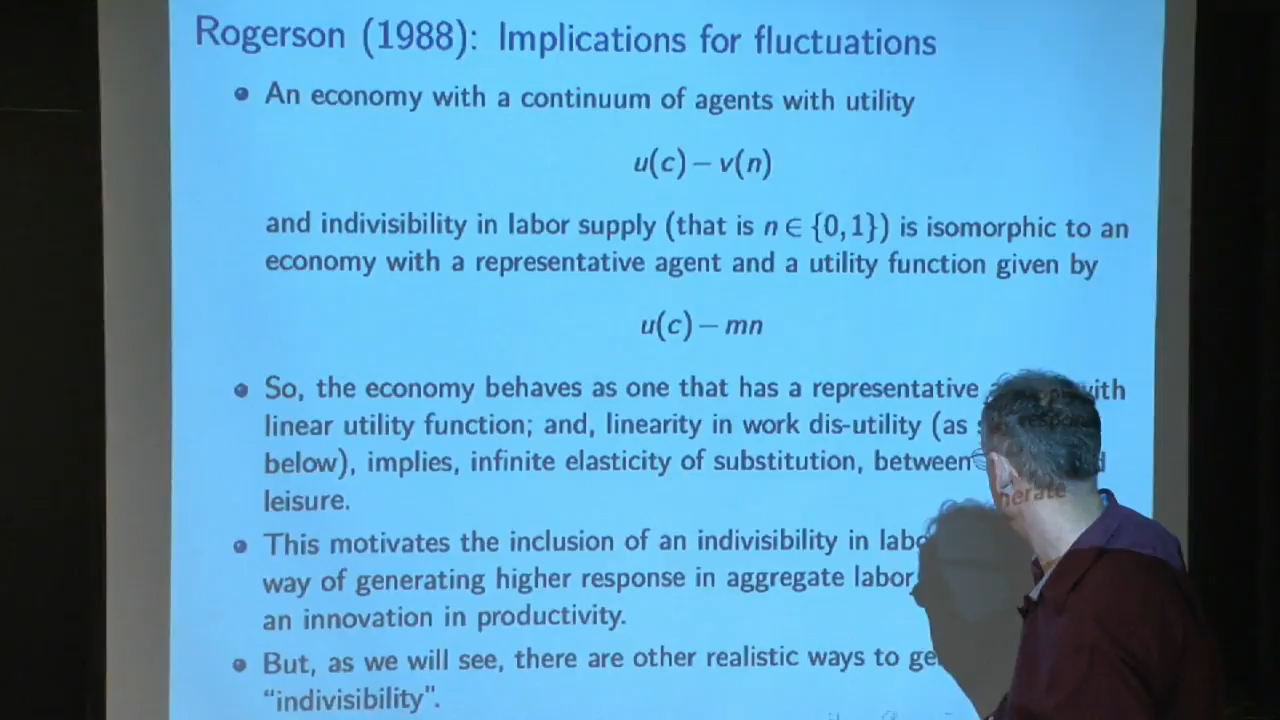 Rogerson (1988): Implications for fluctuations
An economy with a continuum of agents with utility
u(c) – v(n)
and indivisibility in labor supply (that is n ∈ {0,1}) is isomorphic to an
economy with a representative agent and a utility function given by
u(c) – mn
So, the economy behaves as one that has a representative with
linear utility function; and, linearity in work dis-utility (as
below), implies, infinite elasticity of substitution, between
leisure.
This motivates the inclusion of an indivisibility in
way of generating higher response in aggregate labor
an innovation in productivity.
But, as we will see, there are other realistic ways to
“indivisibility”.